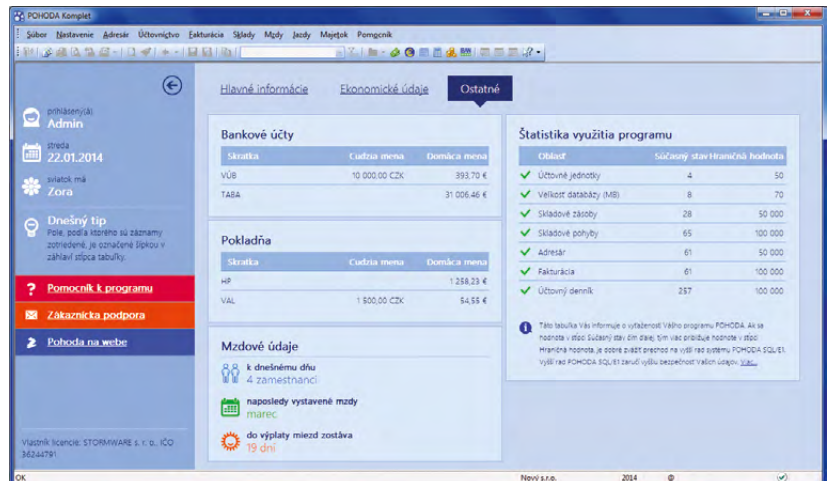 POHODA Komplet
Súbor Nastavenie Adresár Účtovníctvo Fakturácia Sklady Mzdy Jazdy Majetok Pomocník
Hlavné informácie Ekonomické údaje Ostatné
prihlásený(á)
Admin
streda
22.01.2014
sviatok má
Zora
Dnešný tip
Pole, podľa ktorého sú záznamy
zotriedené, je označené šípkou v
záhlaví stĺpca tabuľky.
Pomocník k programu
Zákaznícka podpora
Pohoda na webe
Vlastník licencie: STORMWARE s. r. o., IČO
36244791
Bankové účty
Skratka Cudzia mena Domáca mena
VÚB 10 000,00 CZK 393,70 €
TABA 31 006,46 €
Pokladňa
Skratka Cudzia mena Domáca mena
HP 1 258,23 €
VAL 1 500,00 CZK 54,55 €
Mzdové údaje
k dnešnému dňu
4 zamestnanci
naposledy vystavené mzdy
marec
do výplaty miezd zostáva
19 dní
Štatistika využitia programu
Oblasť Súčasný stav Hraničná hodnota
Účtovné jednotky 4 50
Veľkosť databázy (MB) 8 70
Skladové zásoby 28 50 000
Skladové pohyby 65 100 000
Adresár 61 50 000
Fakturácia 61 100 000
Účtovný denník 257 100 000
Táto tabuľka Vás informuje o vyťaženosti Vášho programu POHODA. Ak sa
hodnota v stĺpci Súčasný stav čím ďalej, tým viac približuje hodnote v stĺpci
Hraničná hodnota, je dobré zvážiť prechod na vyšší rad systému POHODA SQL/E1.
Vyšší rad POHODA SQL/E1 zaručí vyššiu bezpečnosť Vašich údajov. Viac...
OK Nový s.r.o. 2014 @